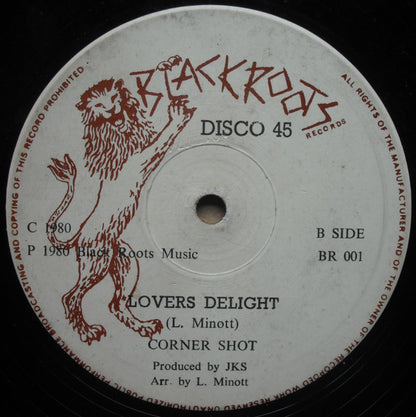 BLACKROOTS
RECORDS
DISCO 45
C 1980
P 1980 Black Roots Music
B SIDE
BR 001
LOVERS DELIGHT
(L. Minott)
CORNER SHOT
Produced by JKS
Arr. by L. Minott
ALL RIGHTS OF THE MANUFACTURER AND OF THE
OF THE RECORDED WORK RESERVED UNAUTHORIZED PUBLIC PERFORMANCE BROADCASTING AND COPYING OF THIS RECORD PROHIBITED